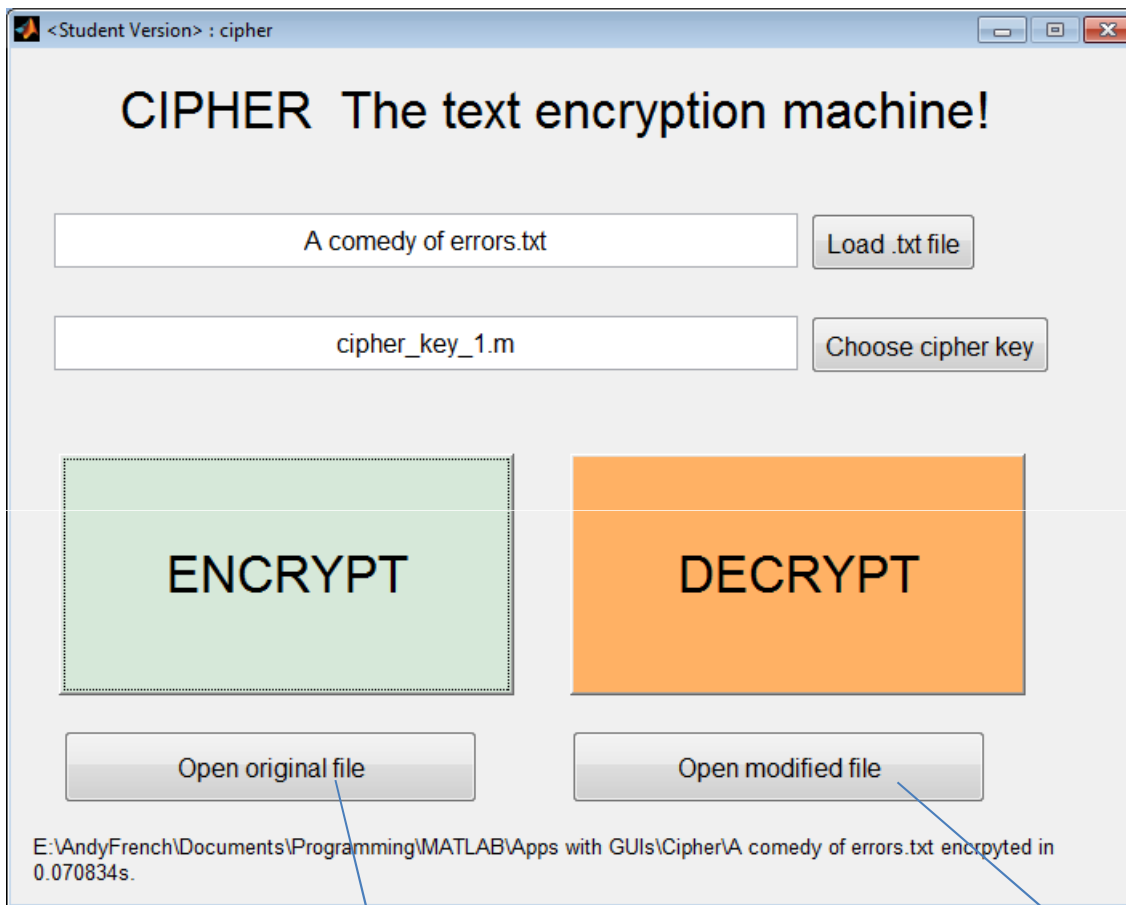 <Student Version> : cipher
CIPHER The text encryption machine!
A comedy of errors.txt
Load .txt file
cipher_key_1.m
Choose cipher key
ENCRYPT
DECRYPT
Open original file
Open modified file
E:\AndyFrench\Documents\Programming\MATLAB\Apps with GUIs\Cipher\A comedy of errors.txt encrpyted in
0.070834s.